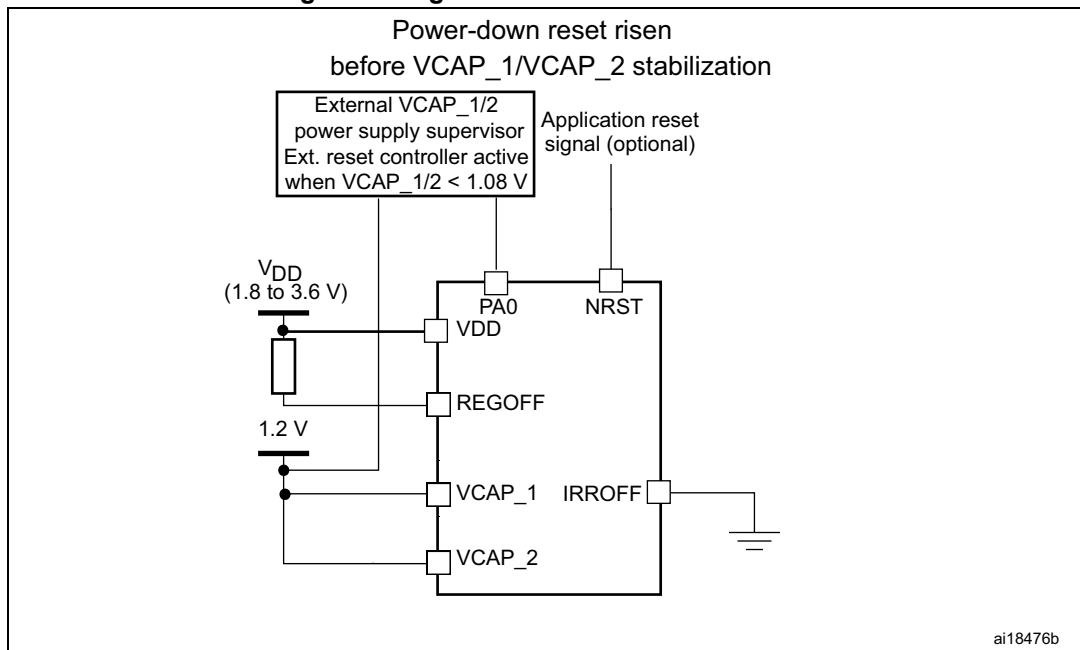 Power-down reset risen
before VCAP_1/VCAP_2 stabilization
External VCAP_1/2
power supply supervisor
Ext. reset controller active
when VCAP_1/2 < 1.08 V
Application reset
signal (optional)
VDD
(1.8 to 3.6 V)
PA0
NRST
VDD
REGOFF
1.2 V
VCAP_1
IRROFF
VCAP_2
ai18476b